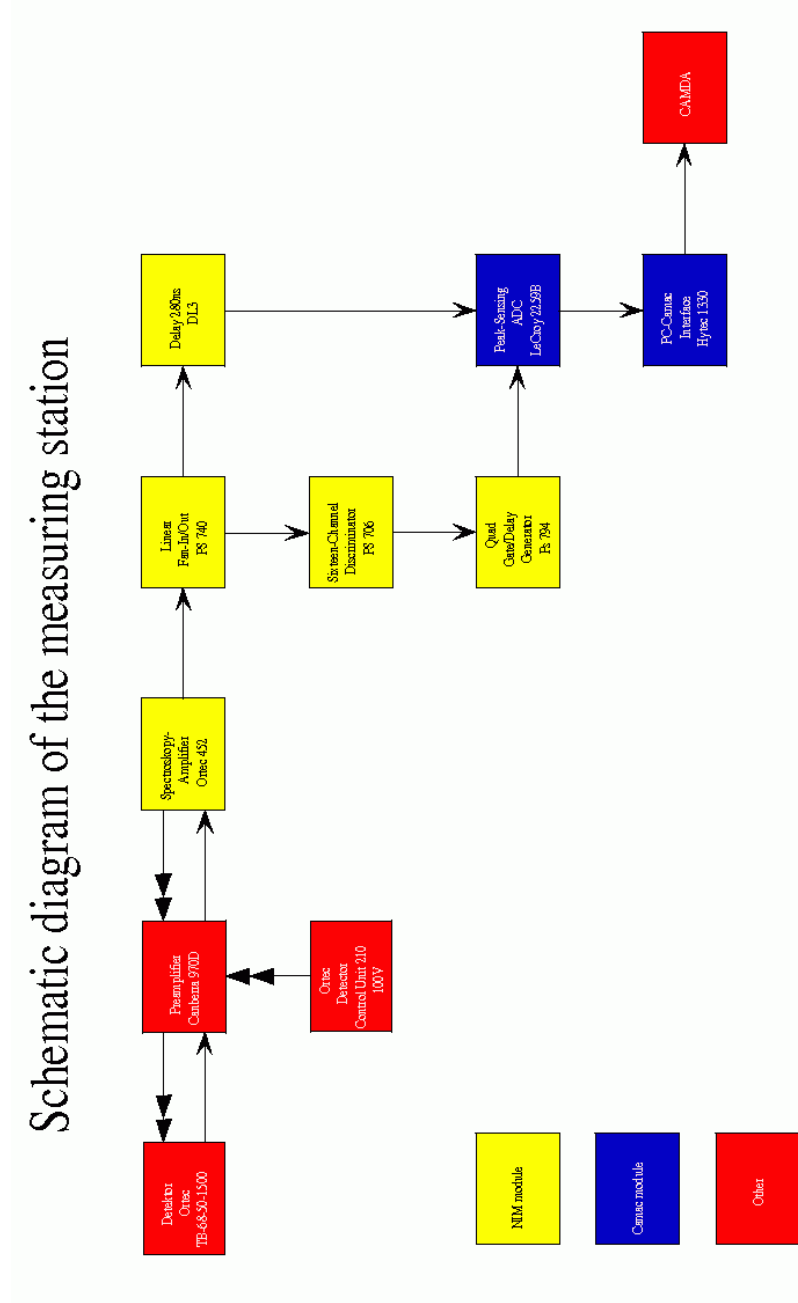 Schematic diagram of the measuring station
Detektor
Ortec
TB-68-50-1500
Preamplifier
Canberra 970D
Spectroskopy-
Amplifier
Ortec 452
Linear
Fan-In/Out
PS 740
Delay 280ns
DL3
Ortec
Detector
Control Unit 210
100V
Sixteen-Channel
Discriminator
PS 706
Quad
Gate/Delay
Generator
Ps 794
Peak-Sensing
ADC
LeCroy 2259B
PC-Camac
Interface
Hytec 1330
CAMDA
NIM module
Camac module
Other